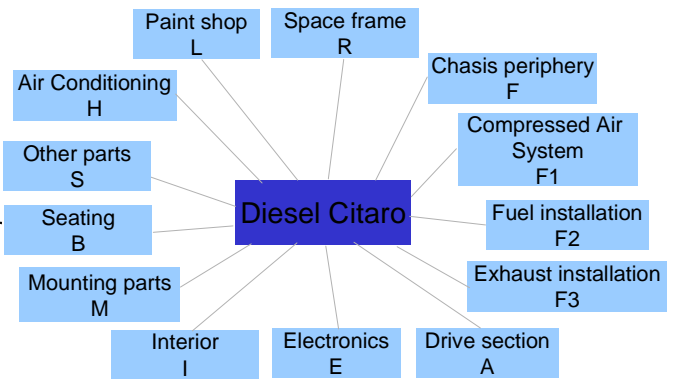 Paint shop
L
Space frame
R
Chasis periphery
F
Air Conditioning
H
Compressed Air
System
F1
Other parts
S
Diesel Citaro
Seating
B
Fuel installation
F2
Mounting parts
M
Exhaust installation
F3
Interior
I
Electronics
E
Drive section
A